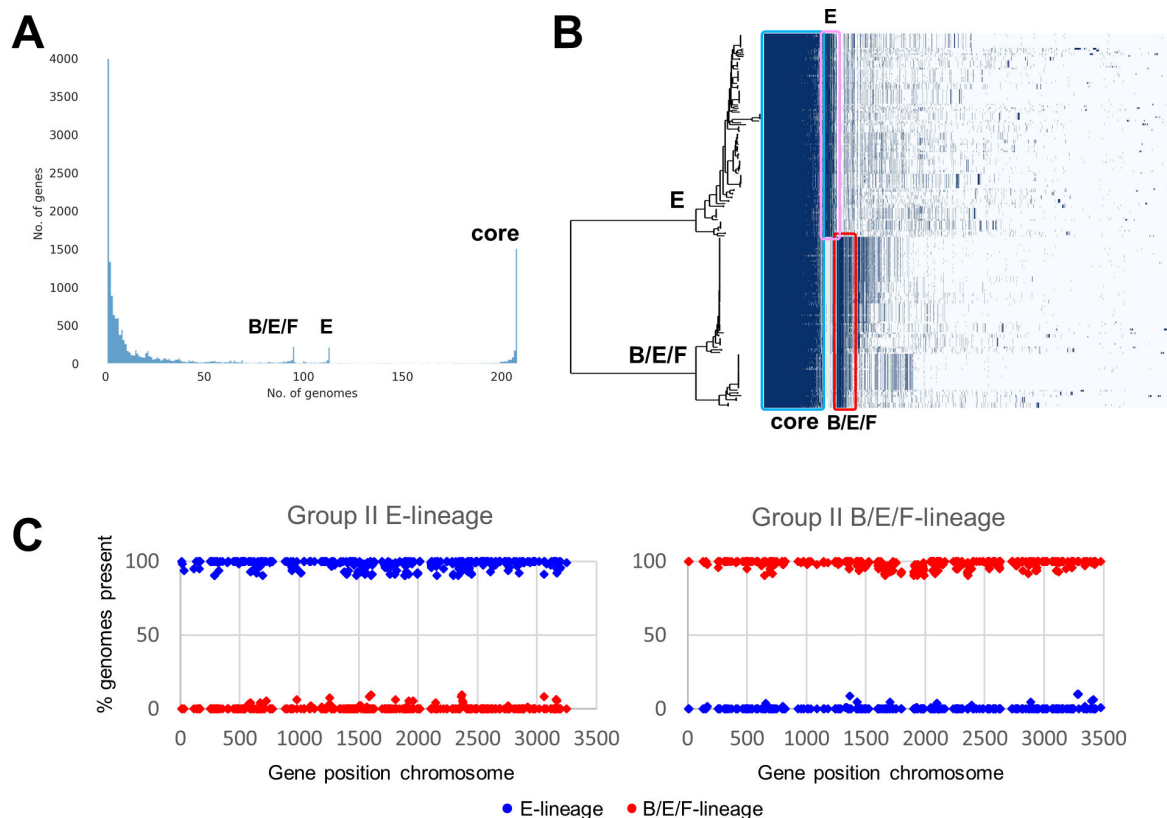 A
4000
3500
3000
2500
2000
1500
1000
500
0
No. of genes
B/E/F
E
core
0
50
100
150
200
No. of genomes
B
E
E
B/E/F
core
B/E/F
C
Group II E-lineage
% genomes present
100
50
0
0 500 1000 1500 2000 2500 3000 3500
Gene position chromosome
Group II B/E/F-lineage
100
50
0
0 500 1000 1500 2000 2500 3000 3500
Gene position chromosome
E-lineage B/E/F-lineage